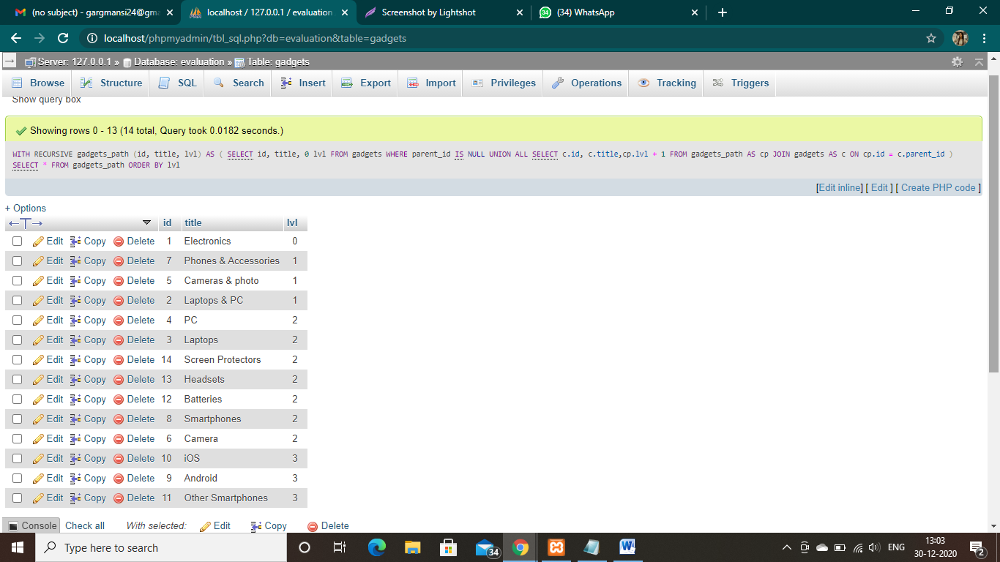 (no subject) - gargmansi24@gma
localhost / 127.0.0.1 / evaluation
Screenshot by Lightshot
34
(34) WhatsApp
localhost/phpmyadmin/tbl_sql.php?db=evaluation&table=gadgets
Server: 127.0.0.1 » Database: evaluation » Table: gadgets
Browse Structure SQL Search Insert Export Import Privileges Operations Tracking Triggers
Show query box
Showing rows 0 - 13 (14 total, Query took 0.0182 seconds.)
WITH RECURSIVE gadgets_path (id, title, lvl) AS ( SELECT id, title, 0 lvl FROM gadgets WHERE parent_id IS NULL UNION ALL SELECT c.id, c.title,cp.lvl + 1 FROM gadgets_path AS cp JOIN gadgets AS c ON cp.id = c.parent_id )
SELECT * FROM gadgets_path ORDER BY lvl
[Edit inline] [ Edit ] [ Create PHP code ]
+ Options
←T→ id title lvl
Edit Copy Delete 1 Electronics 0
Edit Copy Delete 7 Phones & Accessories 1
Edit Copy Delete 5 Cameras & photo 1
Edit Copy Delete 2 Laptops & PC 1
Edit Copy Delete 4 PC 2
Edit Copy Delete 3 Laptops 2
Edit Copy Delete 14 Screen Protectors 2
Edit Copy Delete 13 Headsets 2
Edit Copy Delete 12 Batteries 2
Edit Copy Delete 8 Smartphones 2
Edit Copy Delete 6 Camera 2
Edit Copy Delete 10 iOS 3
Edit Copy Delete 9 Android 3
Edit Copy Delete 11 Other Smartphones 3
Console Check all With selected: Edit Copy Delete
Type here to search
34
W
ENG
13:03
30-12-2020
2